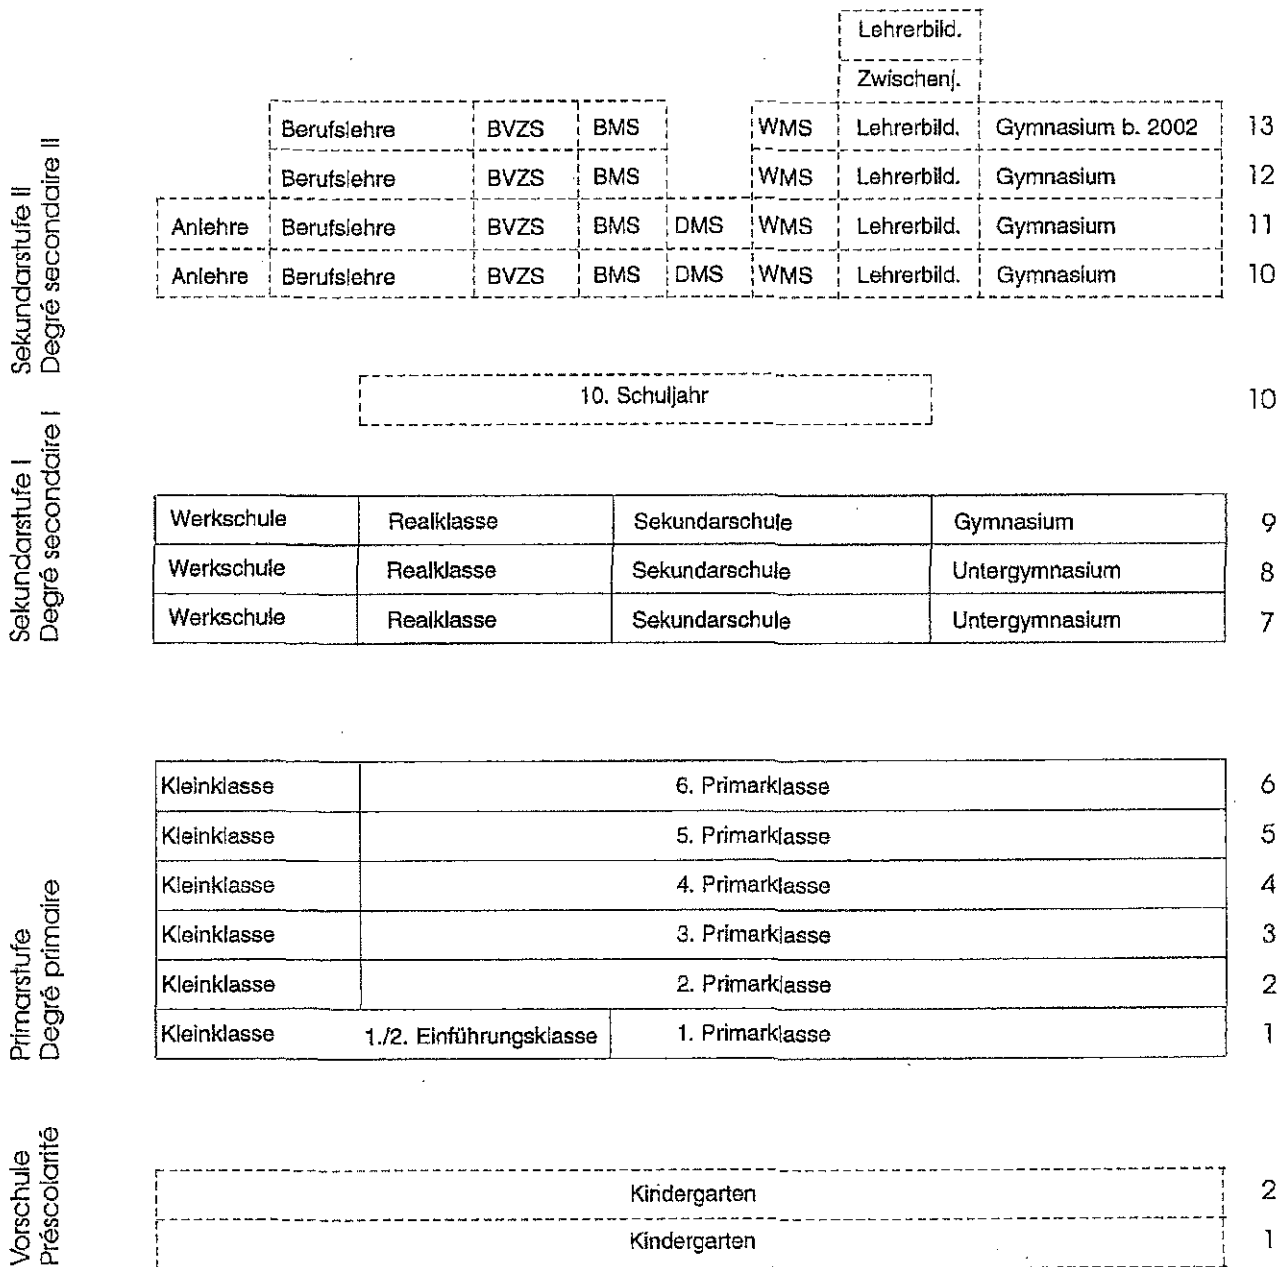 Lehrerbild.
Zwischenj.
Berufslehre BVZS BMS WMS Lehrerbild. Gymnasium b. 2002 13
Berufslehre BVZS BMS WMS Lehrerbild. Gymnasium 12
Anlehre Berufslehre BVZS BMS DMS WMS Lehrerbild. Gymnasium 11
Anlehre Berufslehre BVZS BMS DMS WMS Lehrerbild. Gymnasium 10
Sekundarstufe II
Degré secondaire II
10. Schuljahr 10
Werkschule Realklasse Sekundarschule Gymnasium 9
Werkschule Realklasse Sekundarschule Untergymnasium 8
Werkschule Realklasse Sekundarschule Untergymnasium 7
Sekundarstufe I
Degré secondaire I
Kleinklasse 6. Primarklasse 6
Kleinklasse 5. Primarklasse 5
Kleinklasse 4. Primarklasse 4
Kleinklasse 3. Primarklasse 3
Kleinklasse 2. Primarklasse 2
Kleinklasse 1./2. Einführungsklasse 1. Primarklasse 1
Primarstufe
Degré primaire
Kindergarten 2
Kindergarten 1
Vorschule
Préscolarité